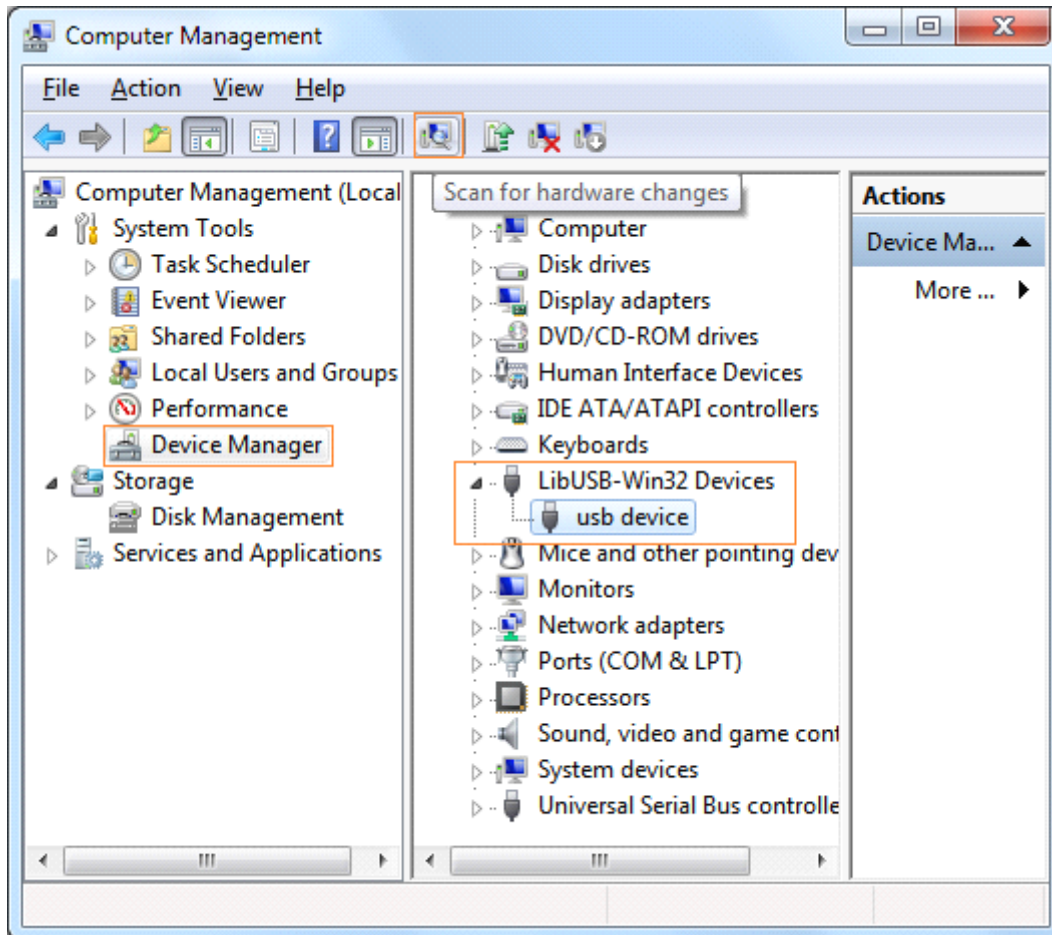 Computer Management
File Action View Help
Computer Management (Local
System Tools
Task Scheduler
Event Viewer
Shared Folders
Local Users and Groups
Performance
Device Manager
Storage
Disk Management
Services and Applications
Scan for hardware changes
Computer
Disk drives
Display adapters
DVD/CD-ROM drives
Human Interface Devices
IDE ATA/ATAPI controllers
Keyboards
LibUSB-Win32 Devices
usb device
Mice and other pointing dev
Monitors
Network adapters
Ports (COM & LPT)
Processors
Sound, video and game cont
System devices
Universal Serial Bus controlle
Actions
Device Ma...
More ...